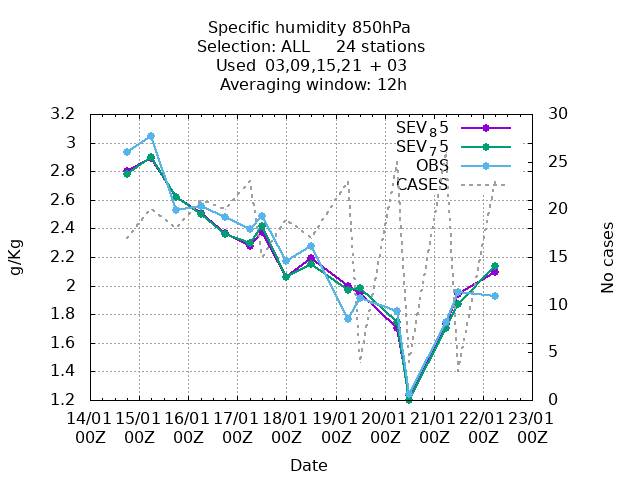 Specific humidity 850hPa
Selection: ALL 24 stations
Used 03,09,15,21 + 03
Averaging window: 12h
3.2
3
2.8
2.6
2.4
2.2
2
1.8
1.6
1.4
1.2
g/Kg
30
25
20
15
10
5
0
No cases
SEV₈5
SEV₇5
OBS
CASES
14/01 15/01 16/01 17/01 18/01 19/01 20/01 21/01 22/01 23/01
00Z 00Z 00Z 00Z 00Z 00Z 00Z 00Z 00Z 00Z
Date